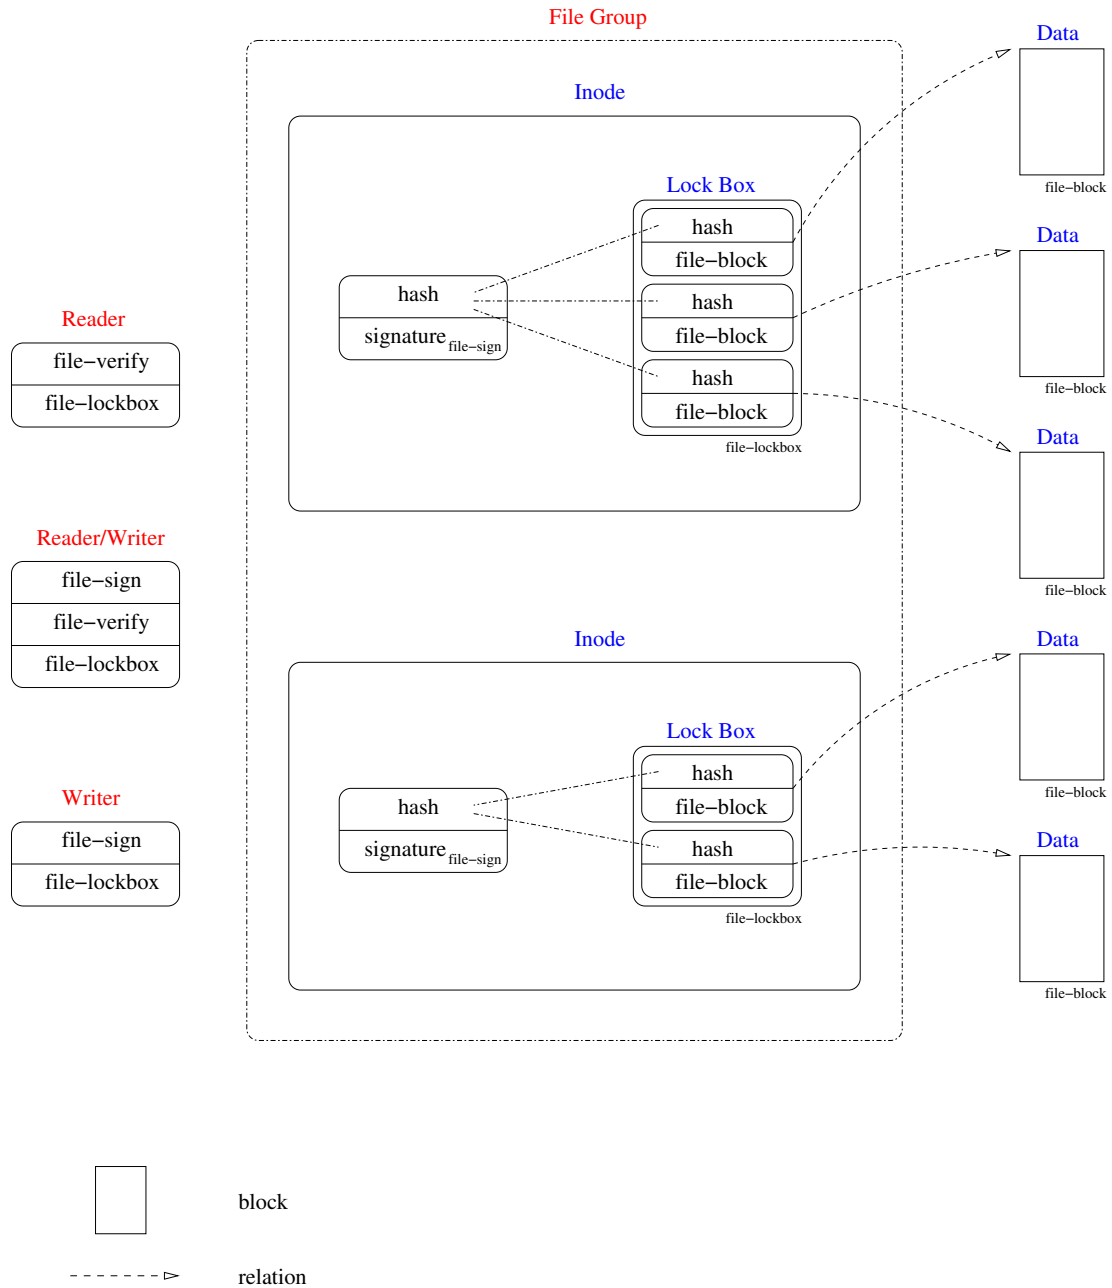 File Group
Data
file−block
Inode
Lock Box
hash
file−block
hash
file−block
hash
file−block
file−lockbox
hash
signature file−sign
Data
file−block
Reader
file−verify
file−lockbox
Data
file−block
Reader/Writer
file−sign
file−verify
file−lockbox
Inode
Lock Box
hash
file−block
hash
file−block
file−lockbox
hash
signature file−sign
Data
file−block
Writer
file−sign
file−lockbox
Data
file−block
block
relation